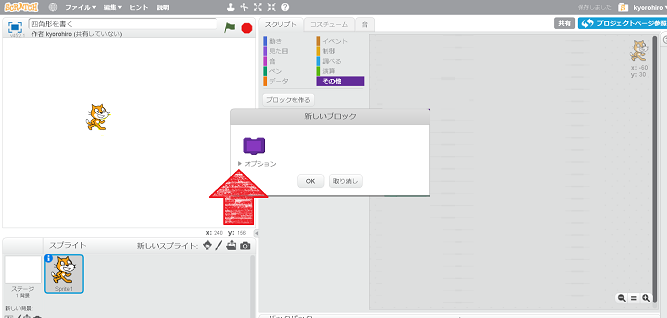 SCRATCH ファイル▼ 編集▼ ヒント 説明 保存しました kyorohiro▼
四角形を書く
作者 kyorohiro (共有していない)
スクリプト コスチューム 音 共有 プロジェクトページ参照
動き イベント
見た目 制御
音 調べる
ペン 演算
データ その他
ブロックを作る
x: -60
y: 30
新しいブロック
オプション
OK 取り消し
x: 240 y: 156
スプライト 新しいスプライト:
ステージ
1背景
Sprite1
新しい背景